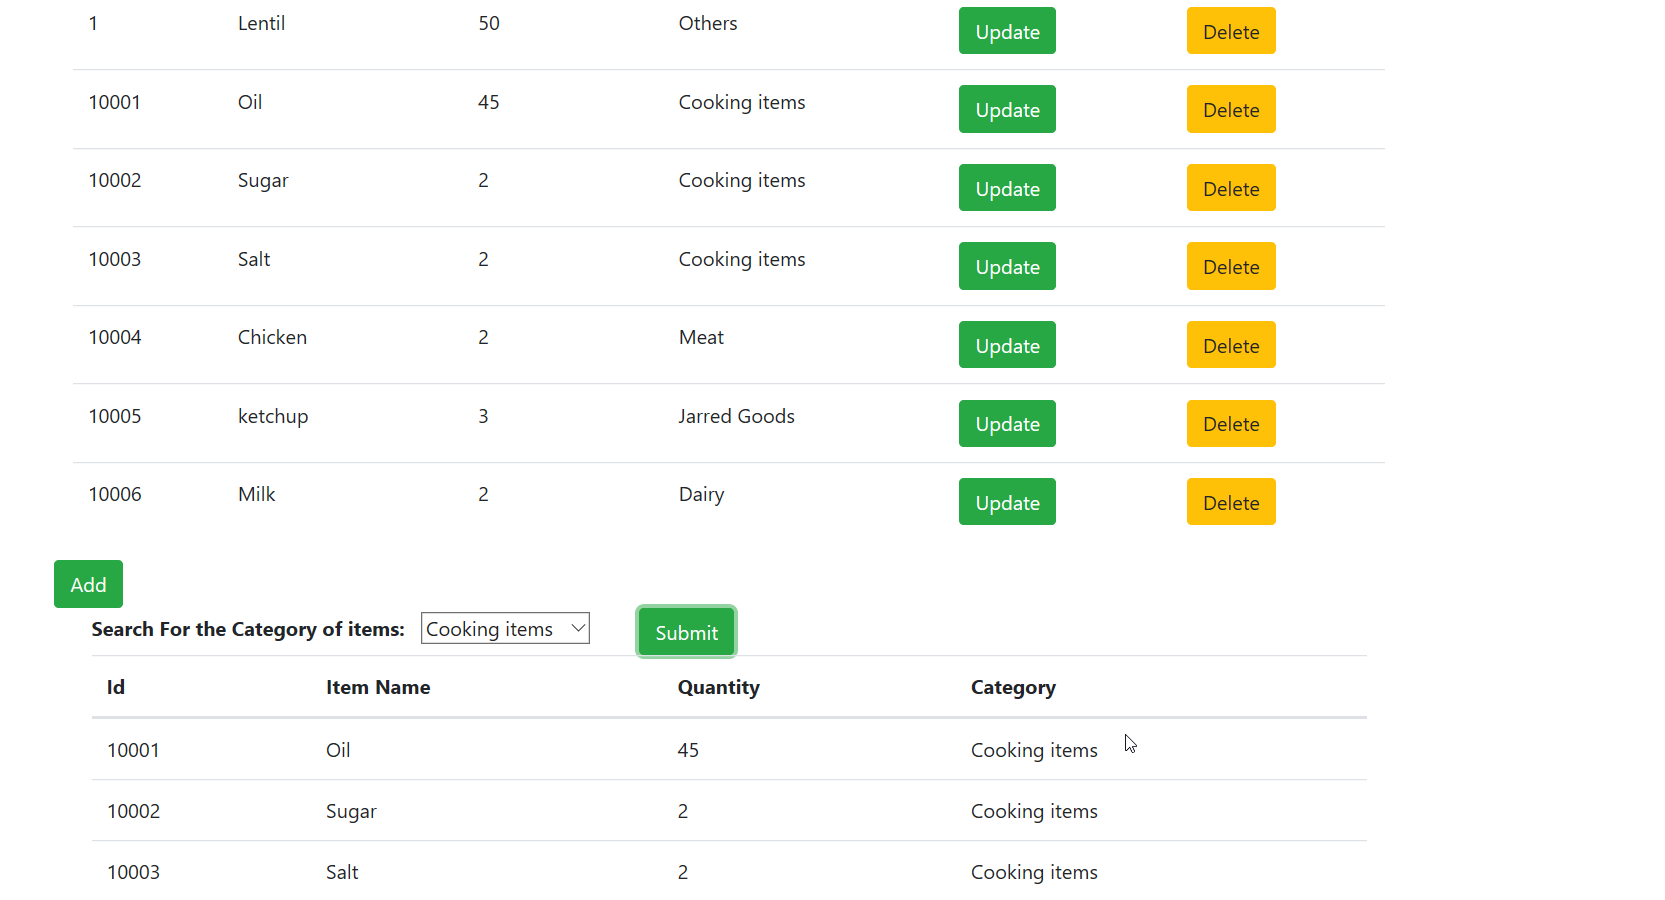 1 Lentil 50 Others Update Delete
10001 Oil 45 Cooking items Update Delete
10002 Sugar 2 Cooking items Update Delete
10003 Salt 2 Cooking items Update Delete
10004 Chicken 2 Meat Update Delete
10005 ketchup 3 Jarred Goods Update Delete
10006 Milk 2 Dairy Update Delete
Add
Search For the Category of items: Cooking items Submit
Id Item Name Quantity Category
10001 Oil 45 Cooking items
10002 Sugar 2 Cooking items
10003 Salt 2 Cooking items